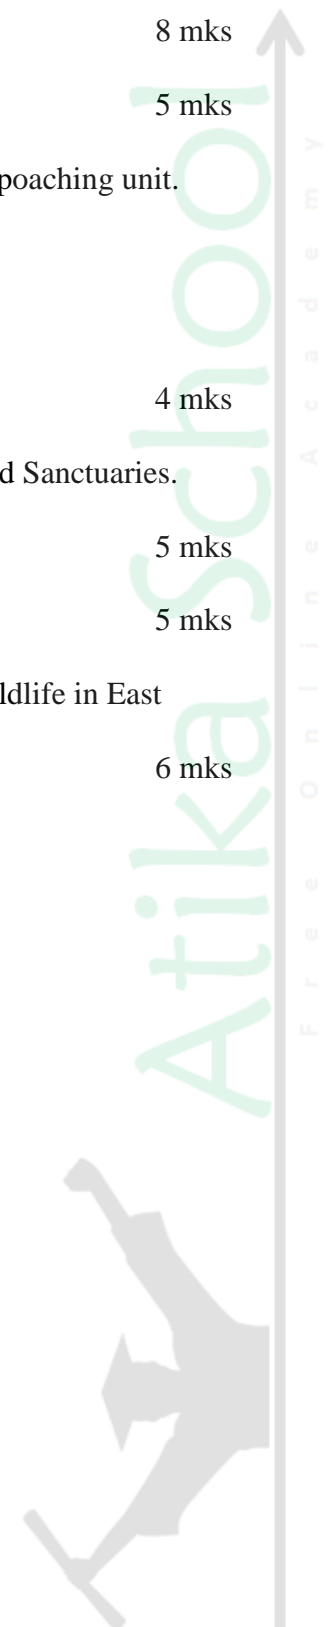 8 mks
5 mks
poaching unit.
4 mks
d Sanctuaries.
5 mks
5 mks
ldlife in East
6 mks
Atika School
Free Online Academy